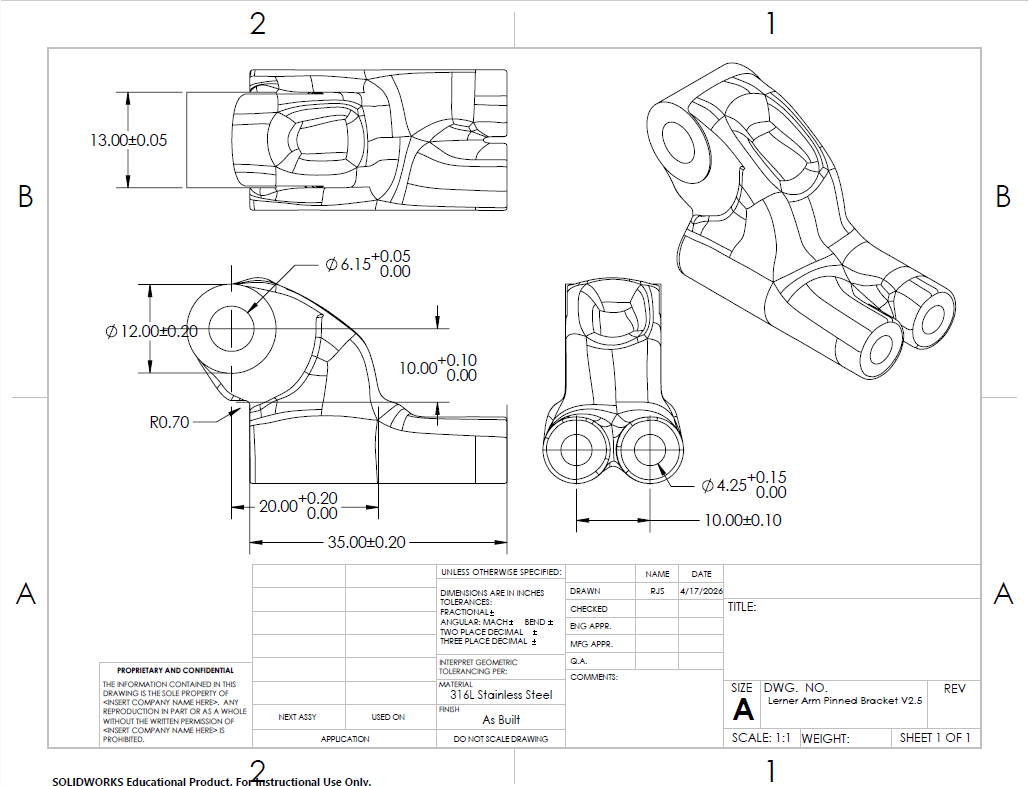 2 1
13.00±0.05
B B
⌀6.15 +0.05 0.00
⌀12.00±0.20
10.00 +0.10 0.00
R0.70
⌀4.25 +0.15 0.00
20.00 +0.20 0.00
10.00±0.10
35.00±0.20
A A
UNLESS OTHERWISE SPECIFIED:
DIMENSIONS ARE IN INCHES
TOLERANCES:
FRACTIONAL±
ANGULAR: MACH± BEND ±
TWO PLACE DECIMAL ±
THREE PLACE DECIMAL ±
INTERPRET GEOMETRIC
TOLERANCING PER:
MATERIAL
316L Stainless Steel
FINISH
As Built
DO NOT SCALE DRAWING
NAME DATE
DRAWN RJS 4/17/2026
CHECKED
ENG APPR.
MFG APPR.
Q.A.
COMMENTS:
TITLE:
SIZE DWG. NO. REV
A Lerner Arm Pinned Bracket V2.5
SCALE: 1:1 WEIGHT: SHEET 1 OF 1
PROPRIETARY AND CONFIDENTIAL
THE INFORMATION CONTAINED IN THIS
DRAWING IS THE SOLE PROPERTY OF
<INSERT COMPANY NAME HERE>. ANY
REPRODUCTION IN PART OR AS A WHOLE
WITHOUT THE WRITTEN PERMISSION OF
<INSERT COMPANY NAME HERE> IS
PROHIBITED.
NEXT ASSY USED ON
APPLICATION
2 1
SOLIDWORKS Educational Product. For Instructional Use Only.